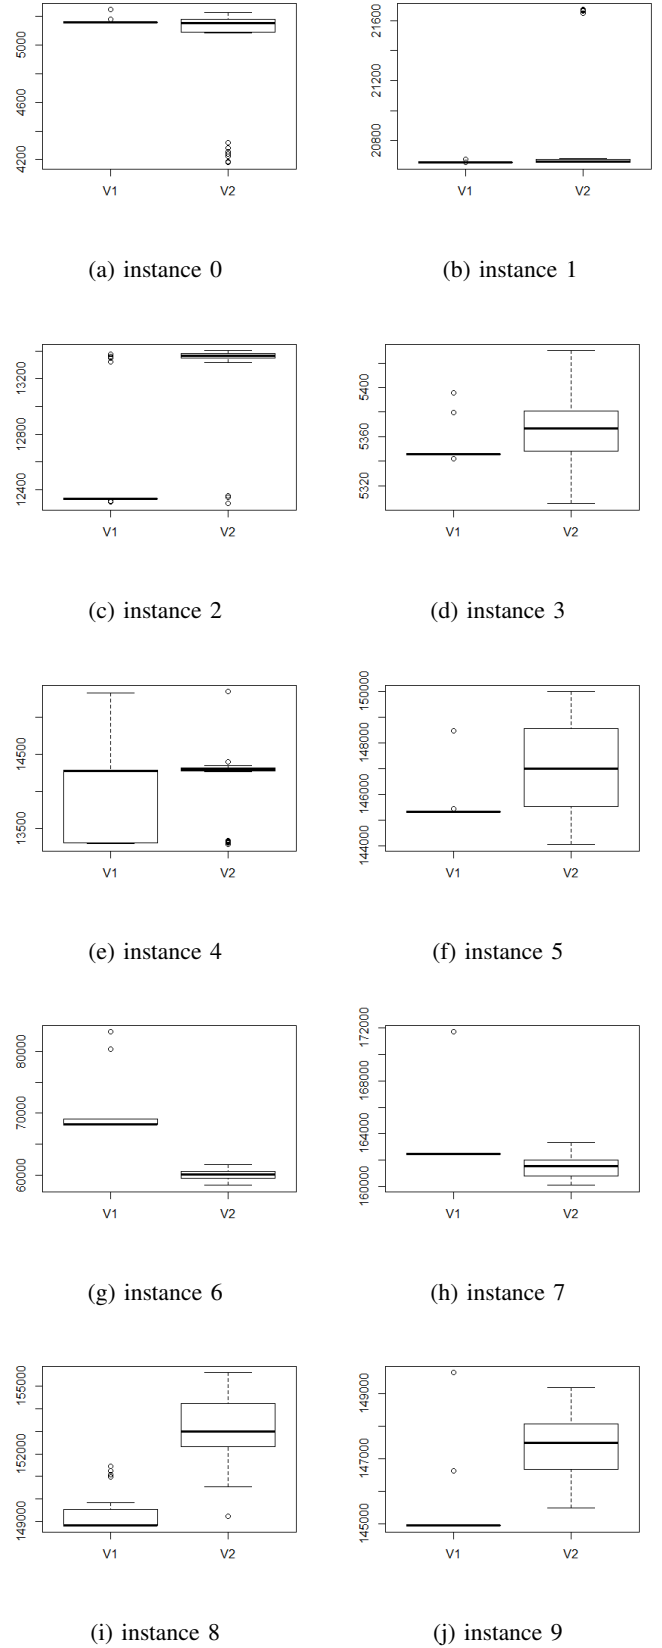 5000
4600
4200
V1 V2
(a) instance 0
21600
21200
20800
V1 V2
(b) instance 1
13200
12800
12400
V1 V2
(c) instance 2
5400
5360
5320
V1 V2
(d) instance 3
14500
13500
V1 V2
(e) instance 4
150000
148000
146000
144000
V1 V2
(f) instance 5
80000
70000
60000
V1 V2
(g) instance 6
172000
168000
164000
160000
V1 V2
(h) instance 7
155000
152000
149000
V1 V2
(i) instance 8
149000
147000
145000
V1 V2
(j) instance 9